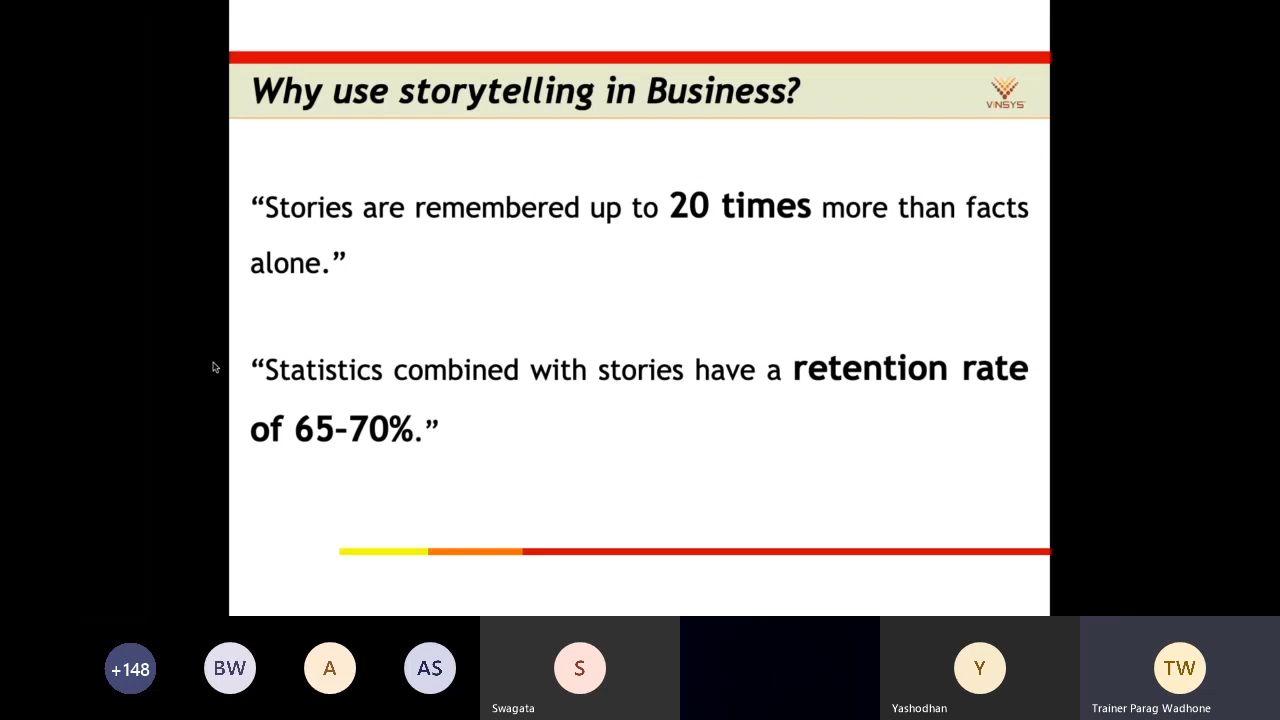 Why use storytelling in Business?
VINSYS
“Stories are remembered up to 20 times more than facts
alone.”
“Statistics combined with stories have a retention rate
of 65-70%.”
+148
BW
A
AS
S
Y
TW
Swagata
Yashodhan
Trainer Parag Wadhone